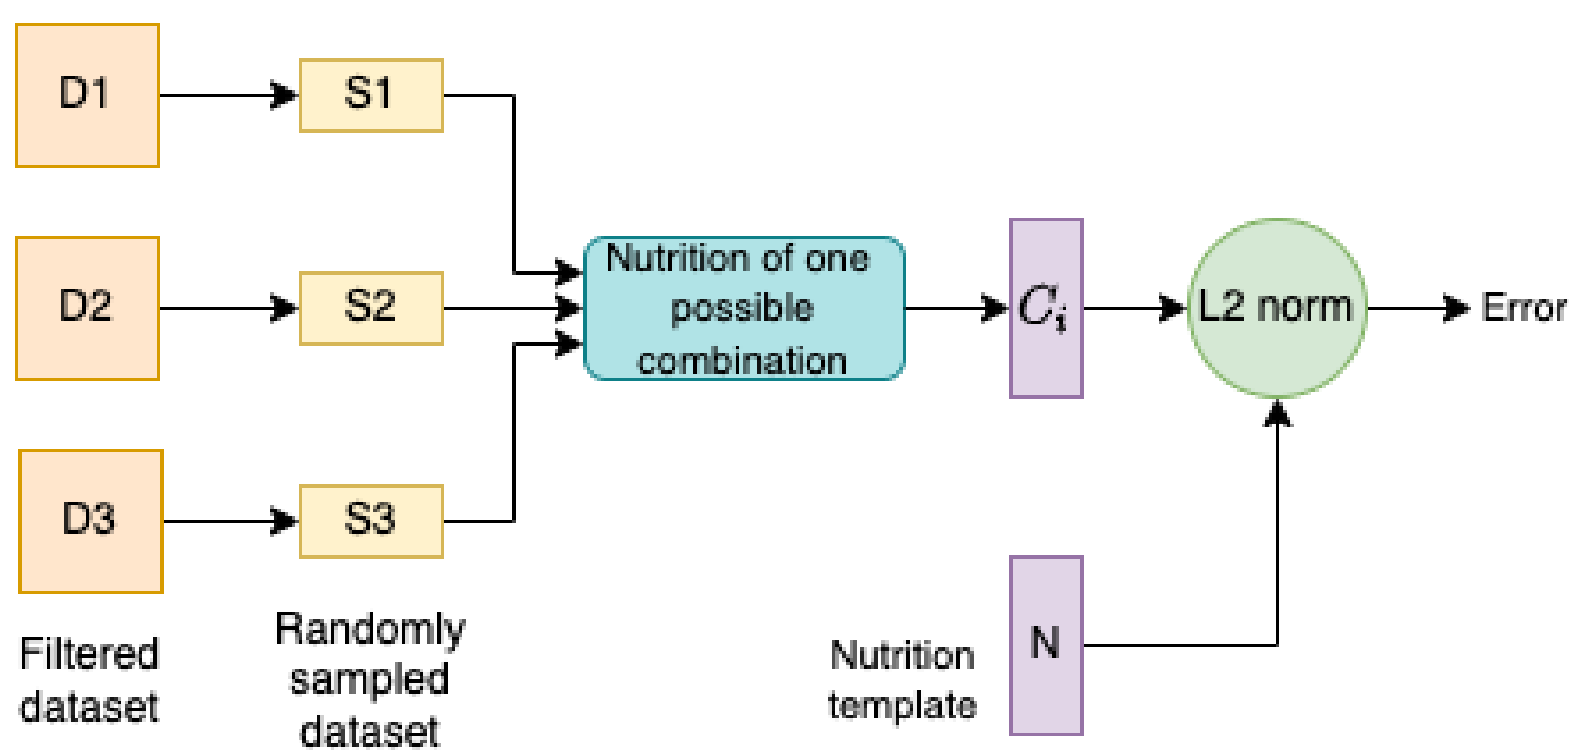 D1
S1
D2
S2
Nutrition of one
possible
combination
C_i
L2 norm
Error
D3
S3
N
Filtered
dataset
Randomly
sampled
dataset
Nutrition
template